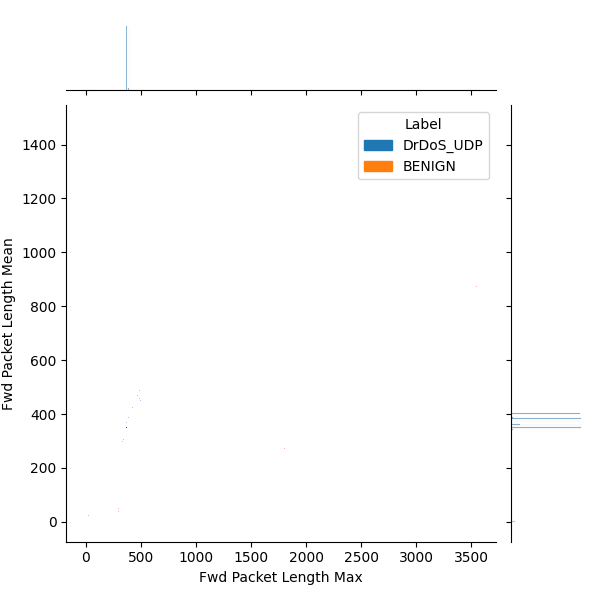 Label
DrDoS_UDP
BENIGN
1400
1200
1000
800
600
400
200
0
Fwd Packet Length Mean
0 500 1000 1500 2000 2500 3000 3500
Fwd Packet Length Max